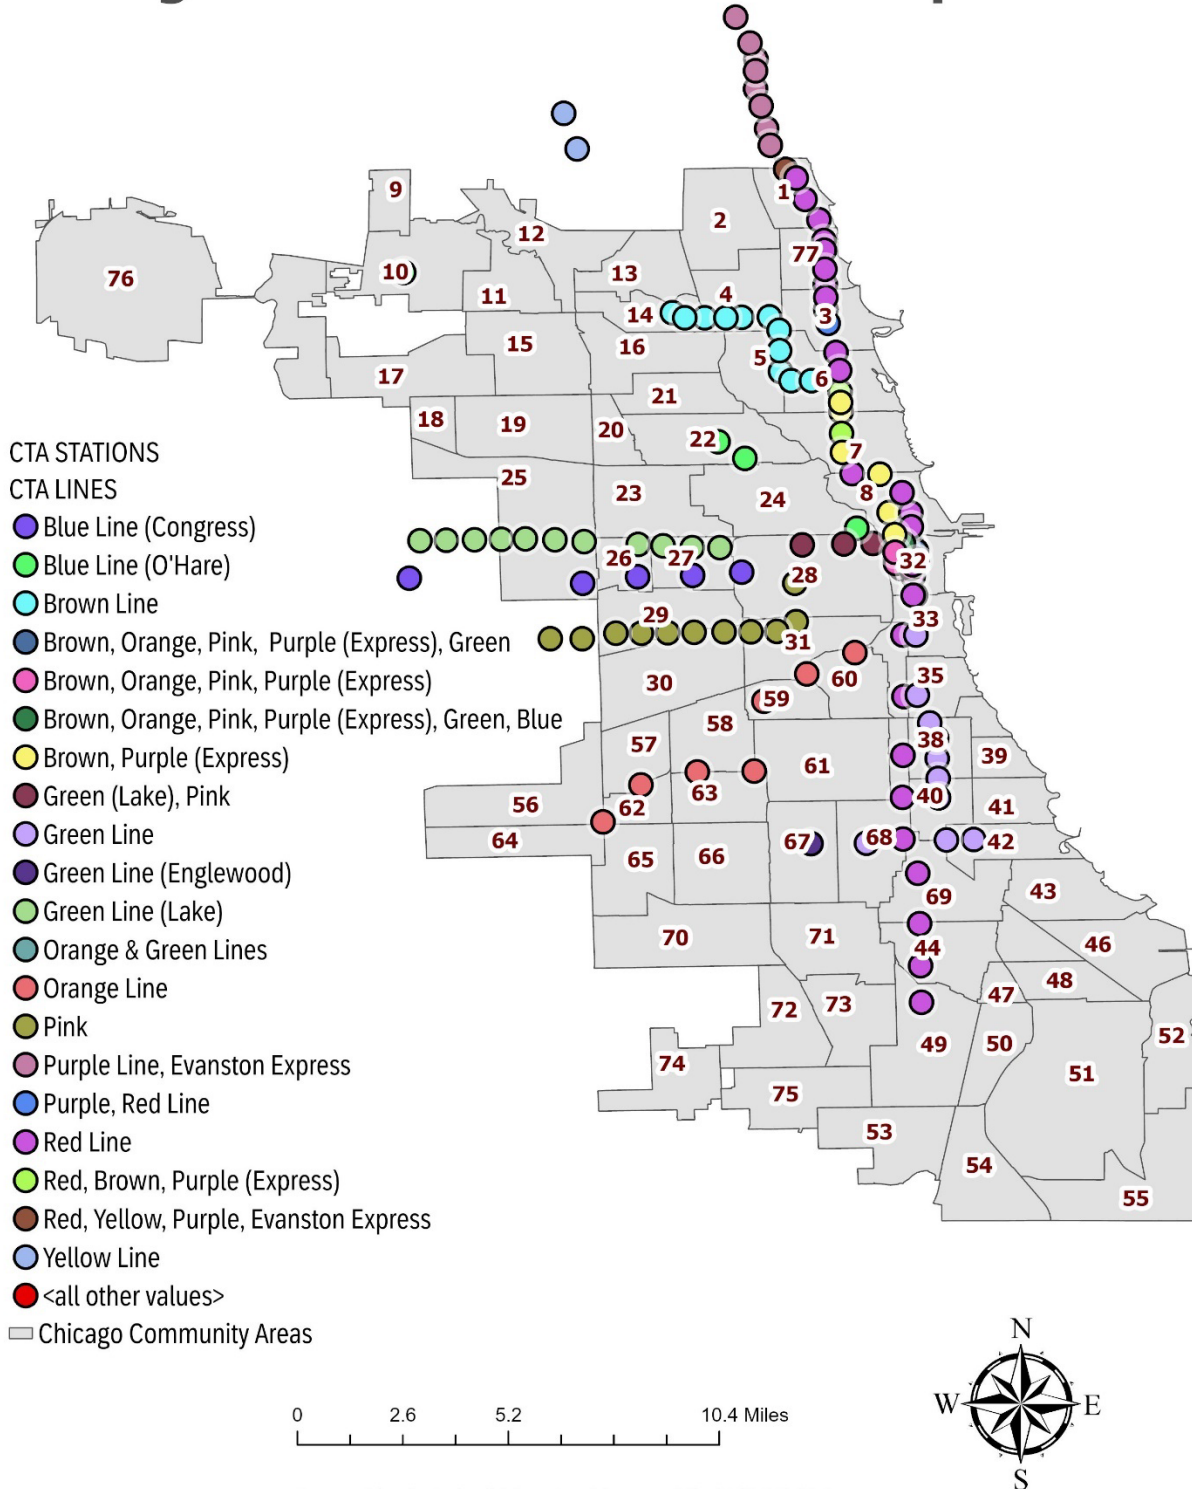 9
1
2
12
77
76
10
13
11
4
14
3
15
16
5
6
17
21
18
19
20
22
7
25
23
24
8
26
27
32
28
29
33
31
30
60
35
59
58
57
38
39
61
63
62
40
41
56
64
67
68
42
65
66
69
43
70
71
44
46
48
47
72
73
52
49
50
74
51
75
53
54
55
CTA STATIONS
CTA LINES
Blue Line (Congress)
Blue Line (O'Hare)
Brown Line
Brown, Orange, Pink, Purple (Express), Green
Brown, Orange, Pink, Purple (Express)
Brown, Orange, Pink, Purple (Express), Green, Blue
Brown, Purple (Express)
Green (Lake), Pink
Green Line
Green Line (Englewood)
Green Line (Lake)
Orange & Green Lines
Orange Line
Pink
Purple Line, Evanston Express
Purple, Red Line
Red Line
Red, Brown, Purple (Express)
Red, Yellow, Purple, Evanston Express
Yellow Line
<all other values>
Chicago Community Areas
0 2.6 5.2 10.4 Miles
N
W E
S